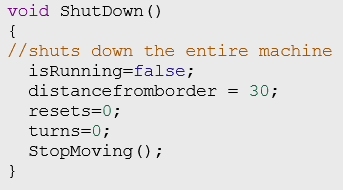 void ShutDown()
{
//shuts down the entire machine
  isRunning=false;
  distancefromborder = 30;
  resets=0;
  turns=0;
  StopMoving();
}